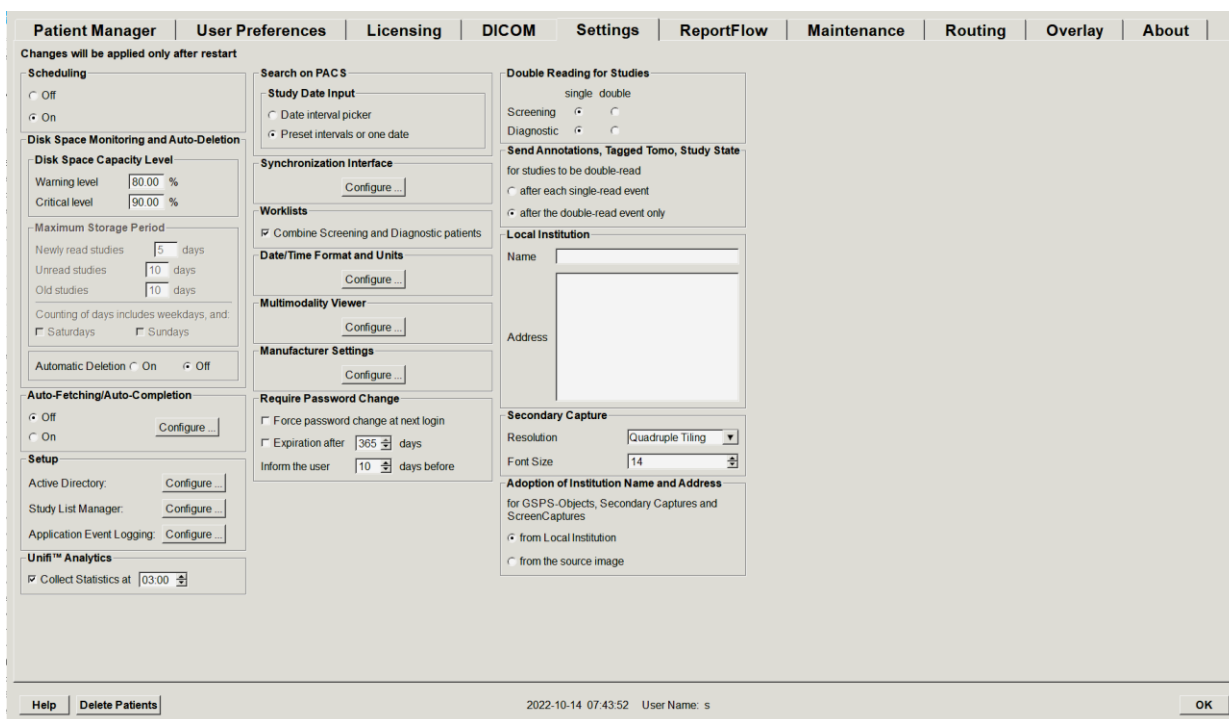 Patient Manager User Preferences Licensing DICOM Settings ReportFlow Maintenance Routing Overlay About
Changes will be applied only after restart
Scheduling
Off
On
Disk Space Monitoring and Auto-Deletion
Disk Space Capacity Level
Warning level 80.00 %
Critical level 90.00 %
Maximum Storage Period
Newly read studies 5 days
Unread studies 10 days
Old studies 10 days
Counting of days includes weekdays, and:
Saturdays Sundays
Automatic Deletion On Off
Auto-Fetching/Auto-Completion
Off
On
Configure ...
Setup
Active Directory: Configure ...
Study List Manager: Configure ...
Application Event Logging: Configure ...
Unifi™ Analytics
Collect Statistics at 03:00
Search on PACS
Study Date Input
Date interval picker
Preset intervals or one date
Synchronization Interface
Configure ...
Worklists
Combine Screening and Diagnostic patients
Date/Time Format and Units
Configure ...
Multimodality Viewer
Configure ...
Manufacturer Settings
Configure ...
Require Password Change
Force password change at next login
Expiration after 365 days
Inform the user 10 days before
Double Reading for Studies
single double
Screening
Diagnostic
Send Annotations, Tagged Tomo, Study State
for studies to be double-read
after each single-read event
after the double-read event only
Local Institution
Name
Address
Secondary Capture
Resolution Quadruple Tiling
Font Size 14
Adoption of Institution Name and Address
for GSPS-Objects, Secondary Captures and
ScreenCaptures
from Local Institution
from the source image
Help Delete Patients 2022-10-14 07:43:52 User Name: s OK